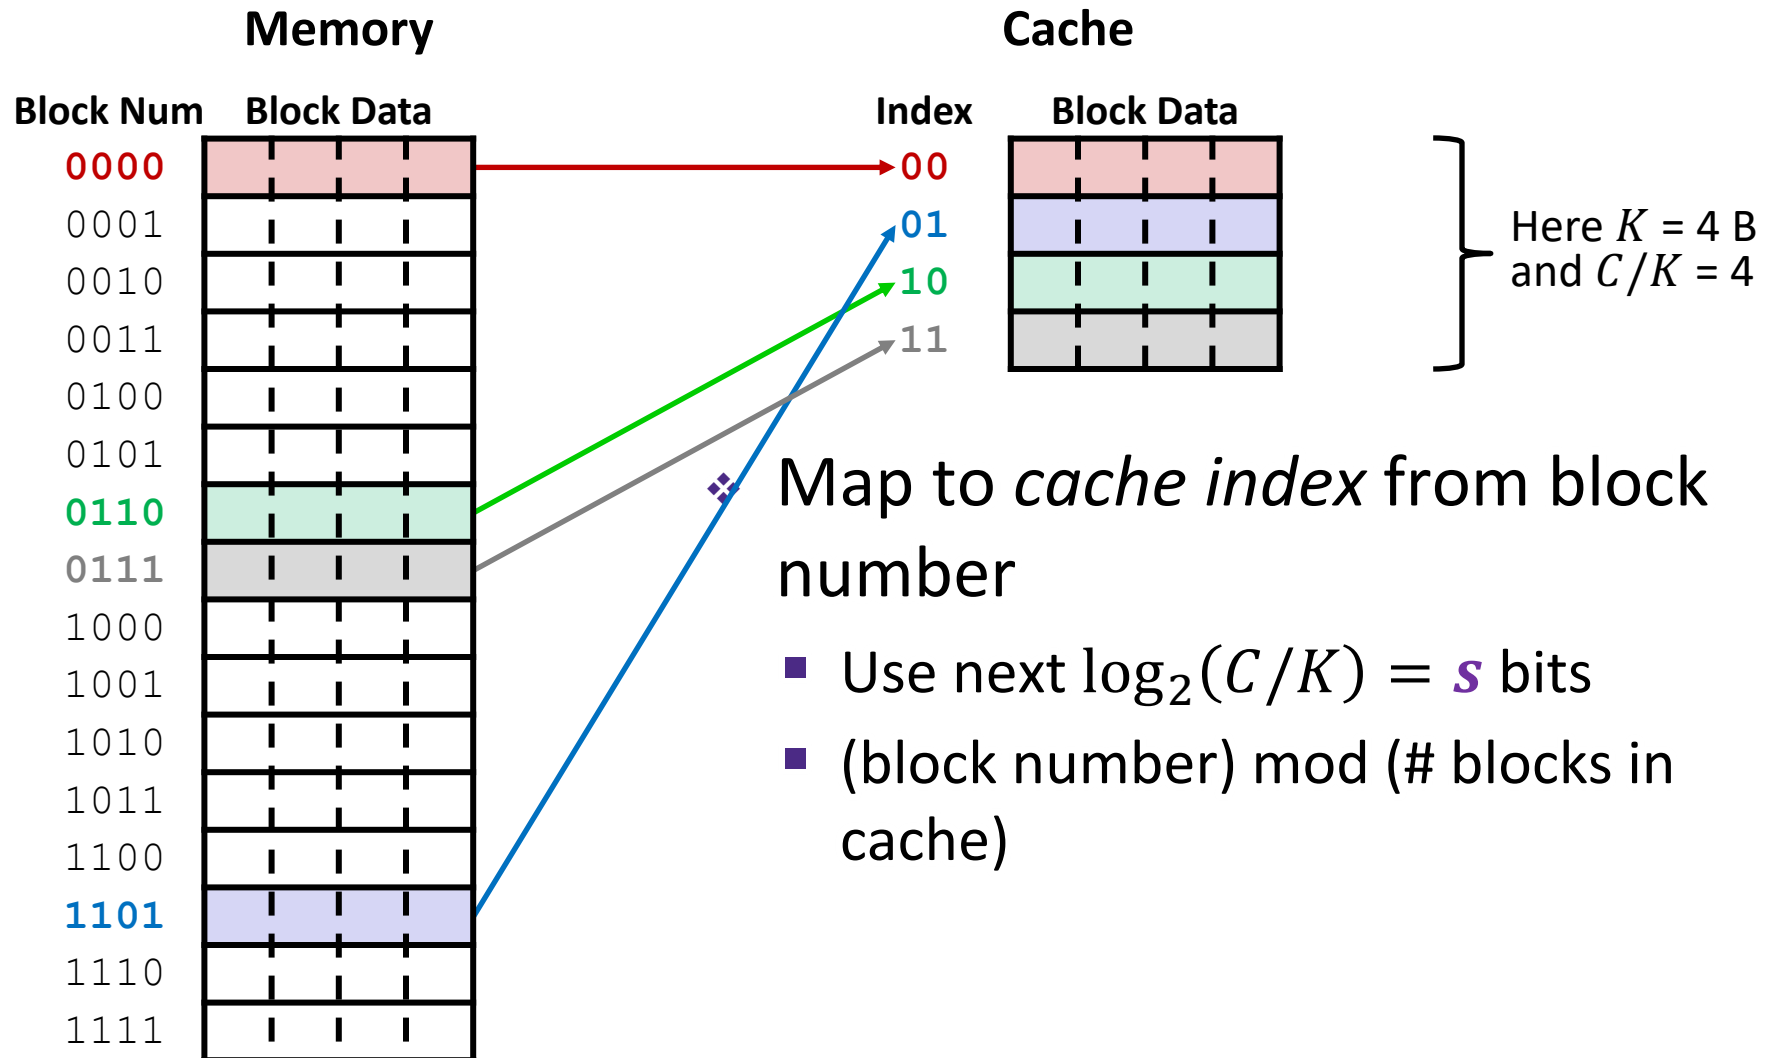 Memory
Cache
Block Num Block Data
Index Block Data
0000
0001
0010
0011
0100
0101
0110
0111
1000
1001
1010
1011
1100
1101
1110
1111
00
01
10
11
Here K = 4 B
and C/K = 4
❖ Map to cache index from block
number
▪ Use next log₂(C/K) = s bits
▪ (block number) mod (# blocks in
cache)